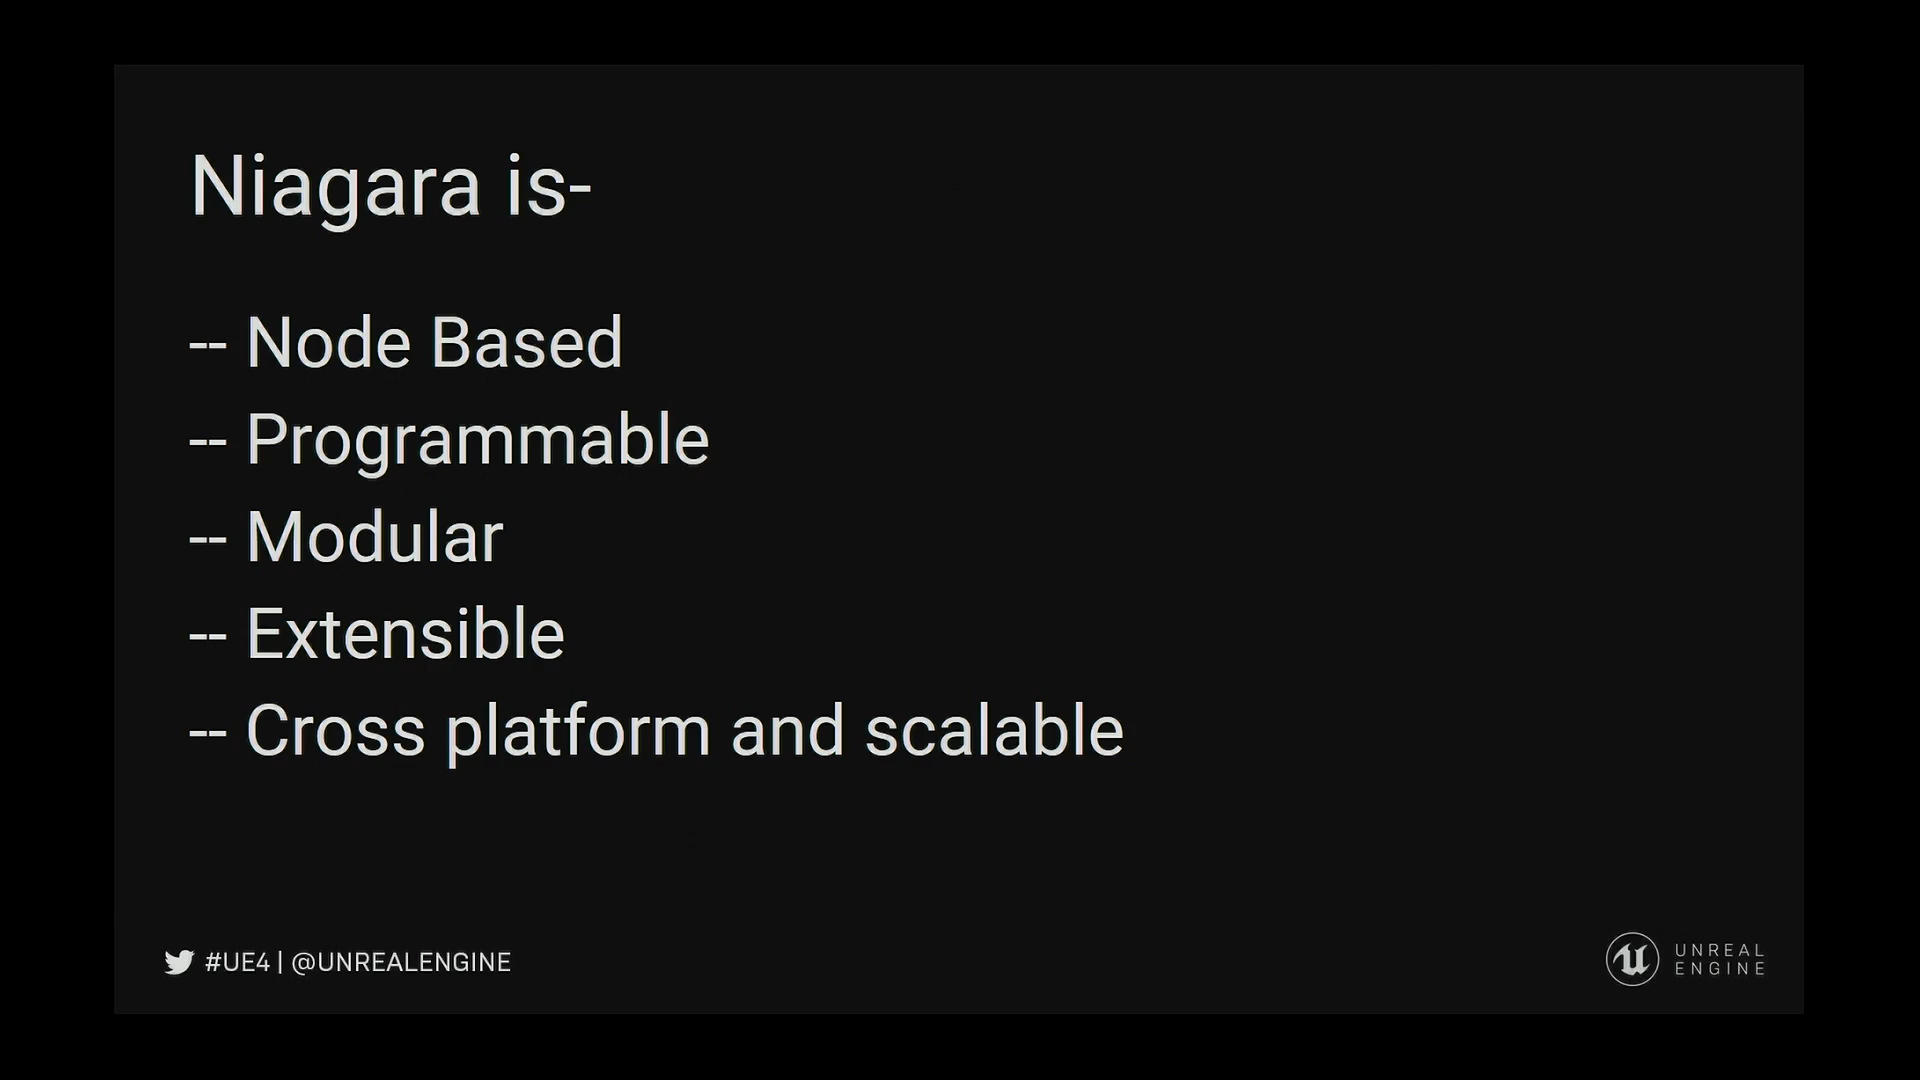 Niagara is-
-- Node Based
-- Programmable
-- Modular
-- Extensible
-- Cross platform and scalable
#UE4 | @UNREALENGINE
UNREAL
ENGINE